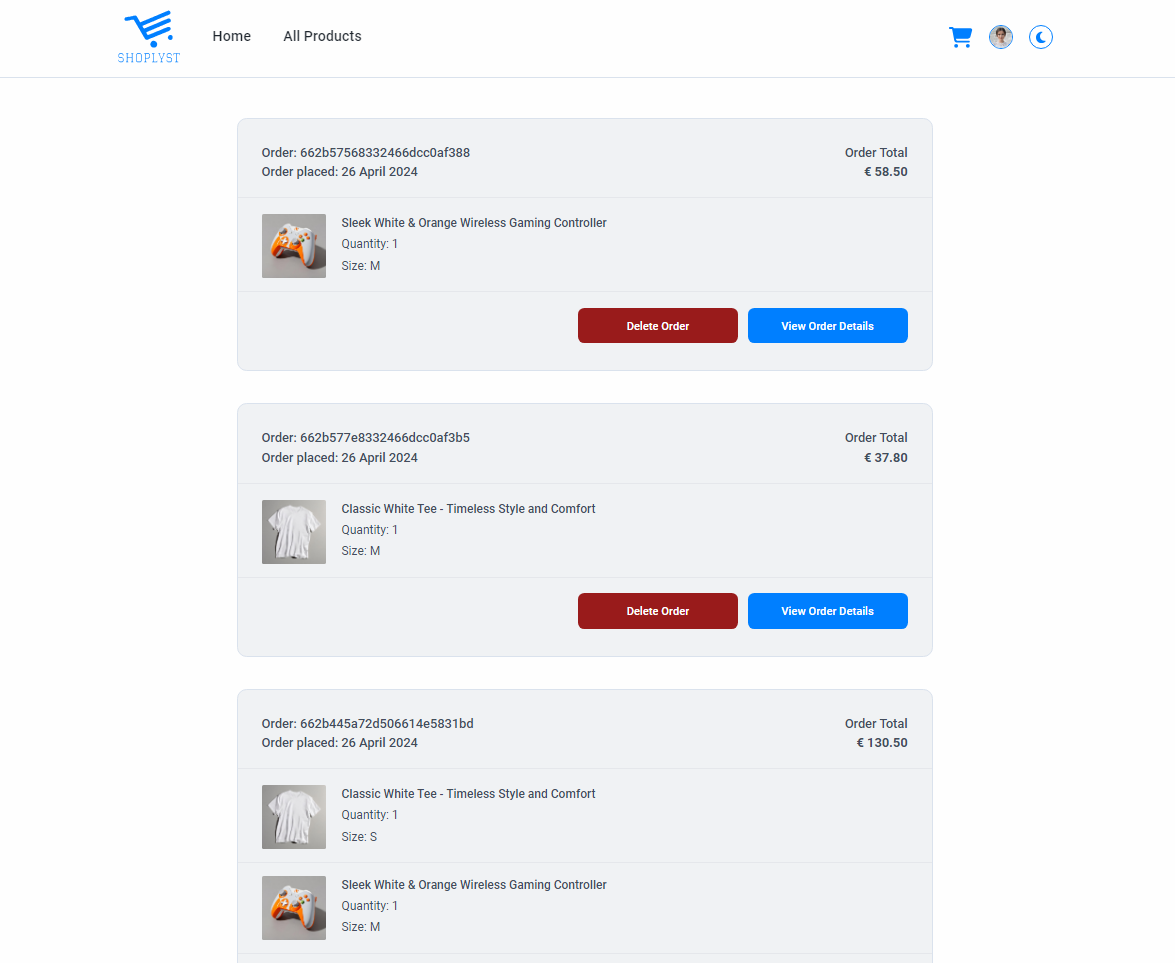 SHOPLYST
Home
All Products
Order: 662b57568332466dcc0af388
Order Total
Order placed: 26 April 2024
€ 58.50
Sleek White & Orange Wireless Gaming Controller
Quantity: 1
Size: M
Delete Order
View Order Details
Order: 662b577e8332466dcc0af3b5
Order Total
Order placed: 26 April 2024
€ 37.80
Classic White Tee - Timeless Style and Comfort
Quantity: 1
Size: M
Delete Order
View Order Details
Order: 662b445a72d506614e5831bd
Order Total
Order placed: 26 April 2024
€ 130.50
Classic White Tee - Timeless Style and Comfort
Quantity: 1
Size: S
Sleek White & Orange Wireless Gaming Controller
Quantity: 1
Size: M